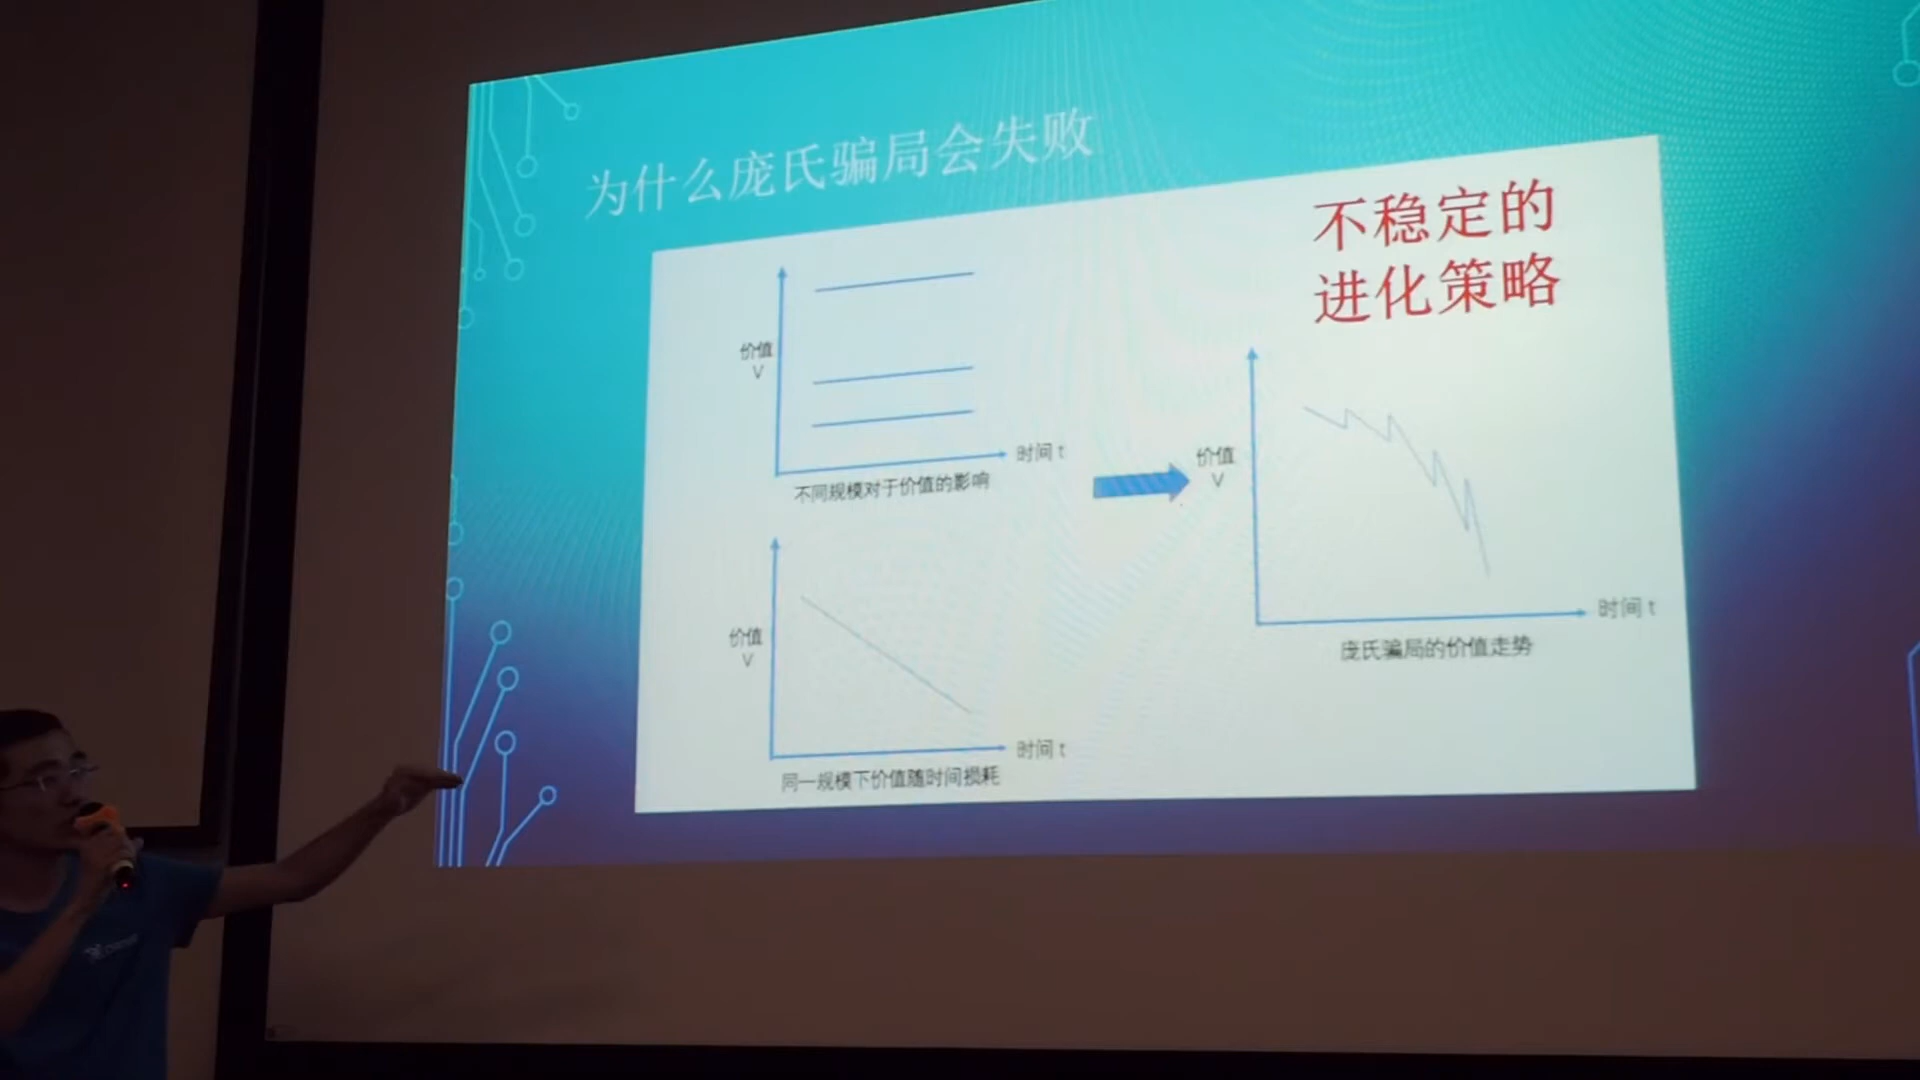 为什么庞氏骗局会失败
不稳定的
进化策略
价值
V
时间 t
不同规模对于价值的影响
价值
V
时间 t
同一规模下价值随时间损耗
价值
V
时间 t
庞氏骗局的价值走势